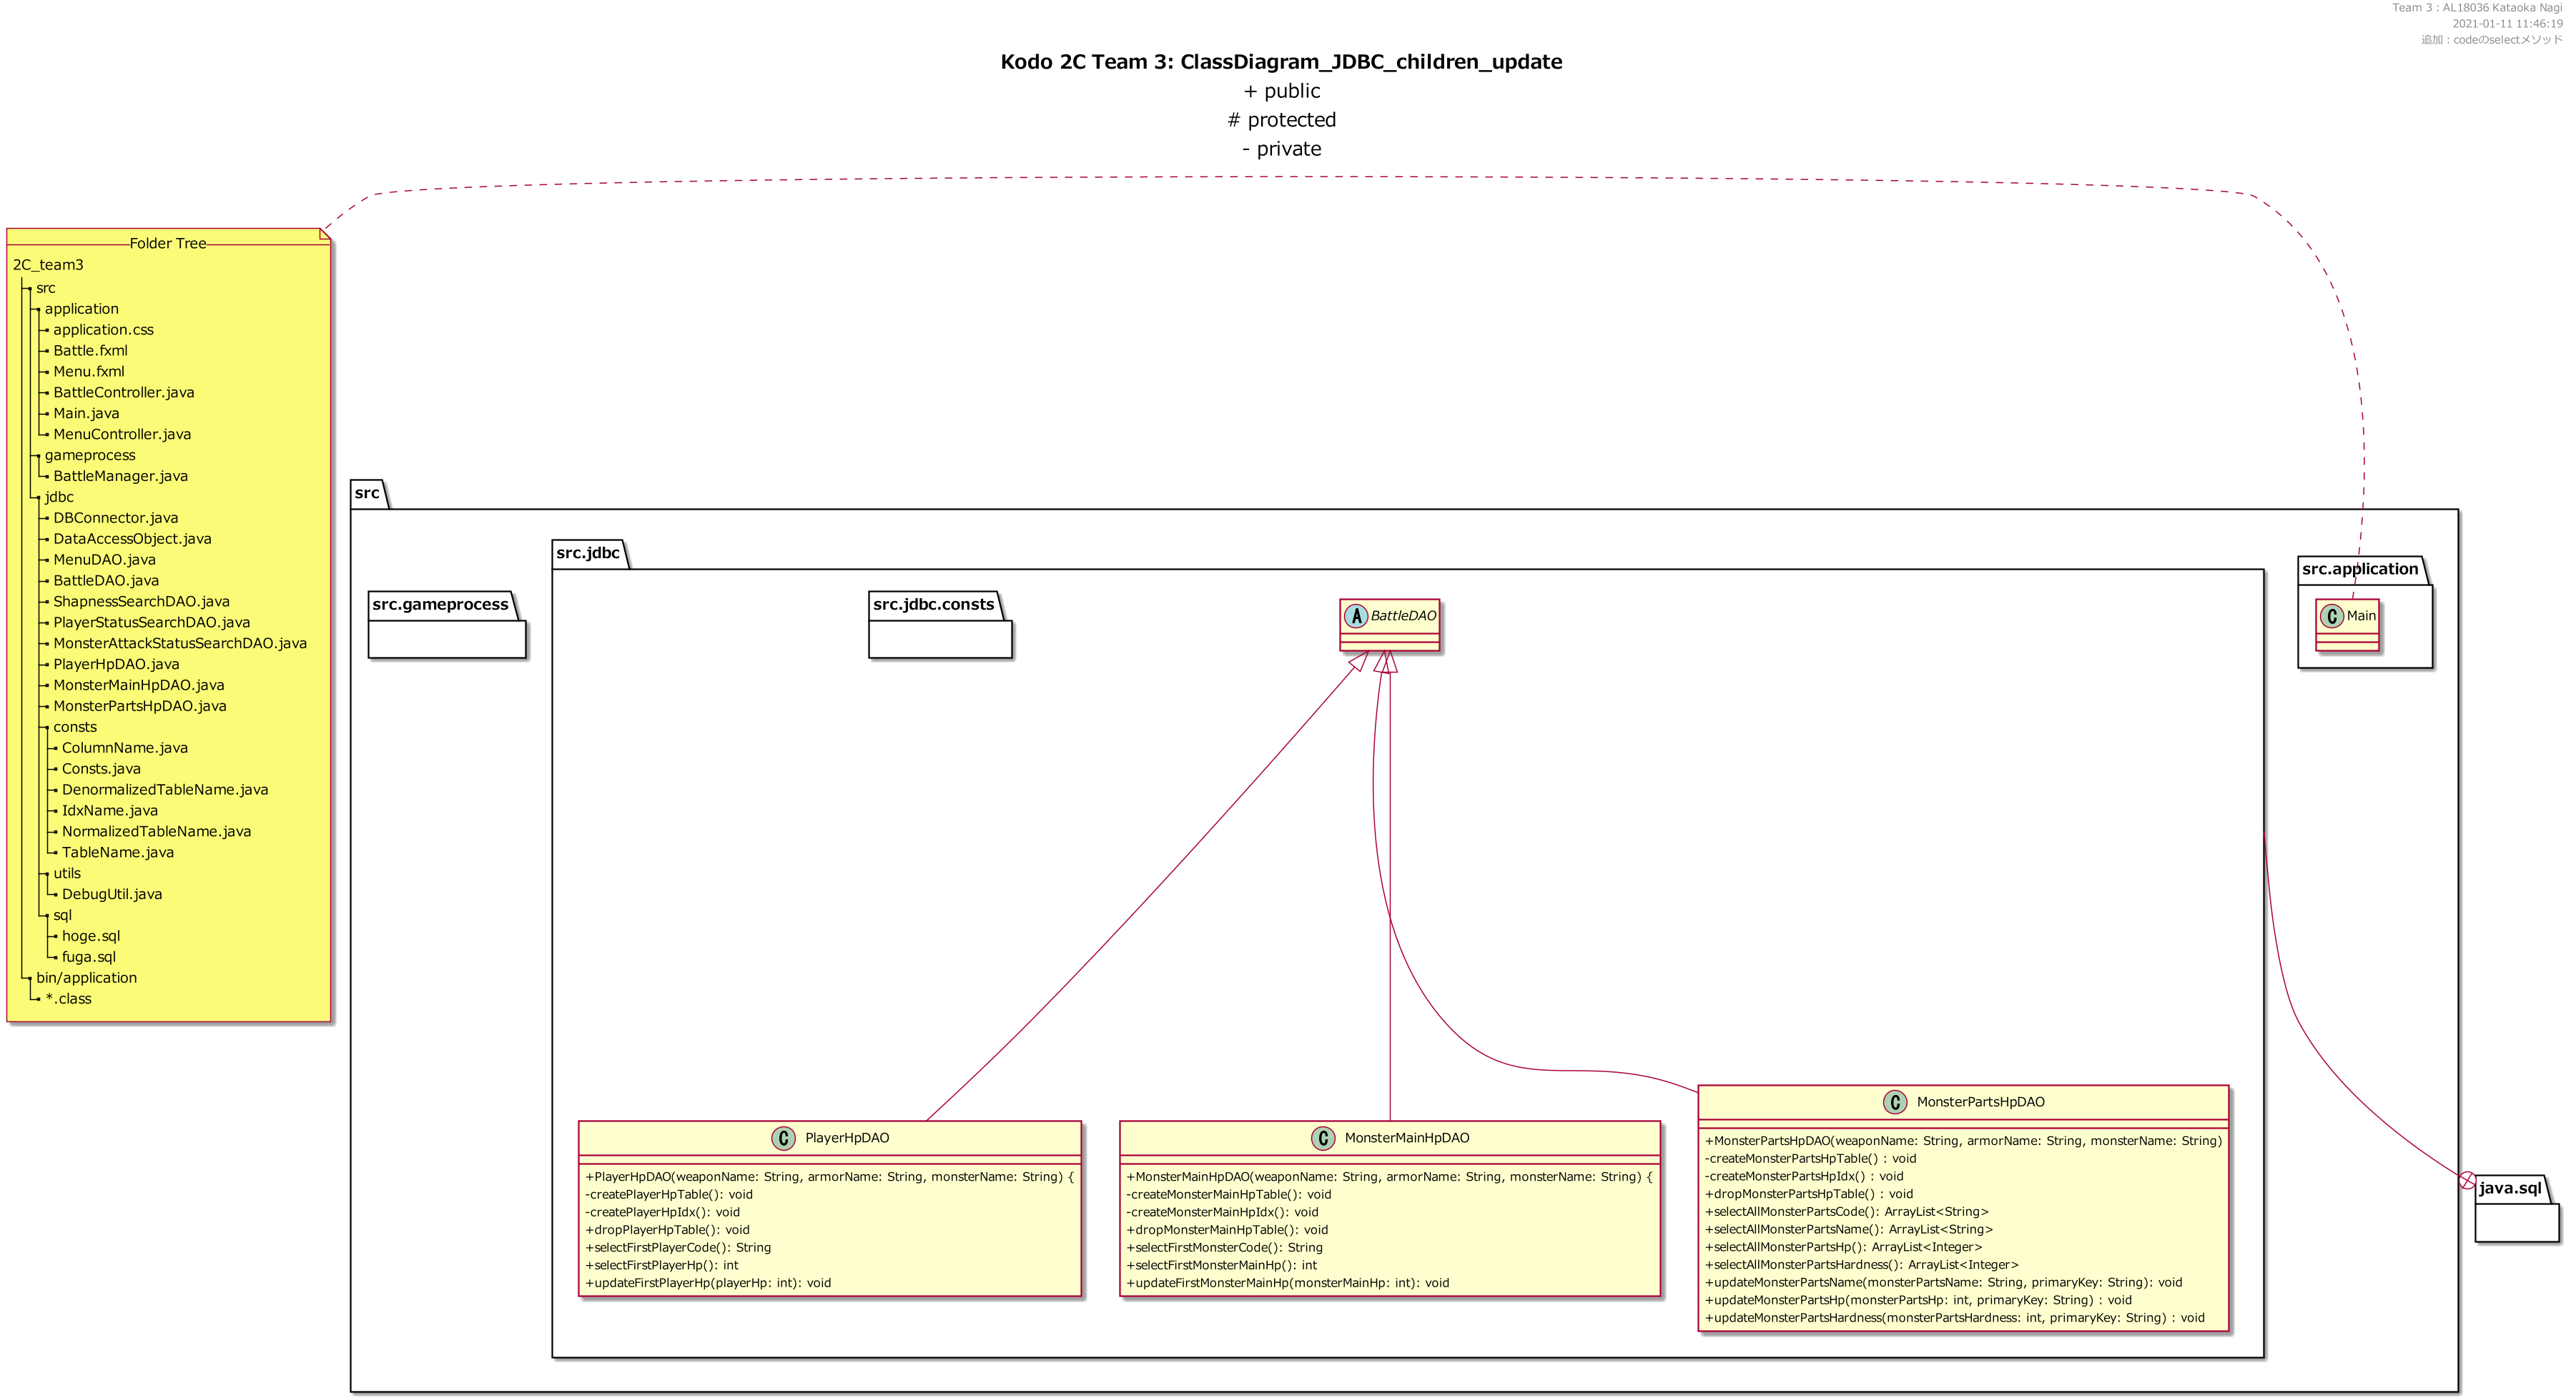 Team 3 : AL18036 Kataoka Nagi
2021-01-11 11:46:19
追加 : codeのselectメソッド
Kodo 2C Team 3: ClassDiagram_JDBC_children_update
+ public
# protected
- private
Folder Tree
2C_team3
src
application
application.css
Battle.fxml
Menu.fxml
BattleController.java
Main.java
MenuController.java
gameprocess
BattleManager.java
jdbc
DBConnector.java
DataAccessObject.java
MenuDAO.java
BattleDAO.java
ShapnessSearchDAO.java
PlayerStatusSearchDAO.java
MonsterAttackStatusSearchDAO.java
PlayerHpDAO.java
MonsterMainHpDAO.java
MonsterPartsHpDAO.java
consts
ColumnName.java
Consts.java
DenormalizedTableName.java
IdxName.java
NormalizedTableName.java
TableName.java
utils
DebugUtil.java
sql
hoge.sql
fuga.sql
bin/application
*.class
src
src.gameprocess
src.jdbc
src.jdbc.consts
A BattleDAO
src.application
C Main
C PlayerHpDAO
+PlayerHpDAO(weaponName: String, armorName: String, monsterName: String) {
-createPlayerHpTable(): void
-createPlayerHpIdx(): void
+dropPlayerHpTable(): void
+selectFirstPlayerCode(): String
+selectFirstPlayerHp(): int
+updateFirstPlayerHp(playerHp: int): void
C MonsterMainHpDAO
+MonsterMainHpDAO(weaponName: String, armorName: String, monsterName: String) {
-createMonsterMainHpTable(): void
-createMonsterMainHpIdx(): void
+dropMonsterMainHpTable(): void
+selectFirstMonsterCode(): String
+selectFirstMonsterMainHp(): int
+updateFirstMonsterMainHp(monsterMainHp: int): void
C MonsterPartsHpDAO
+MonsterPartsHpDAO(weaponName: String, armorName: String, monsterName: String)
-createMonsterPartsHpTable() : void
-createMonsterPartsHpIdx() : void
+dropMonsterPartsHpTable() : void
+selectAllMonsterPartsCode(): ArrayList<String>
+selectAllMonsterPartsName(): ArrayList<String>
+selectAllMonsterPartsHp(): ArrayList<Integer>
+selectAllMonsterPartsHardness(): ArrayList<Integer>
+updateMonsterPartsName(monsterPartsName: String, primaryKey: String): void
+updateMonsterPartsHp(monsterPartsHp: int, primaryKey: String) : void
+updateMonsterPartsHardness(monsterPartsHardness: int, primaryKey: String) : void
java.sql